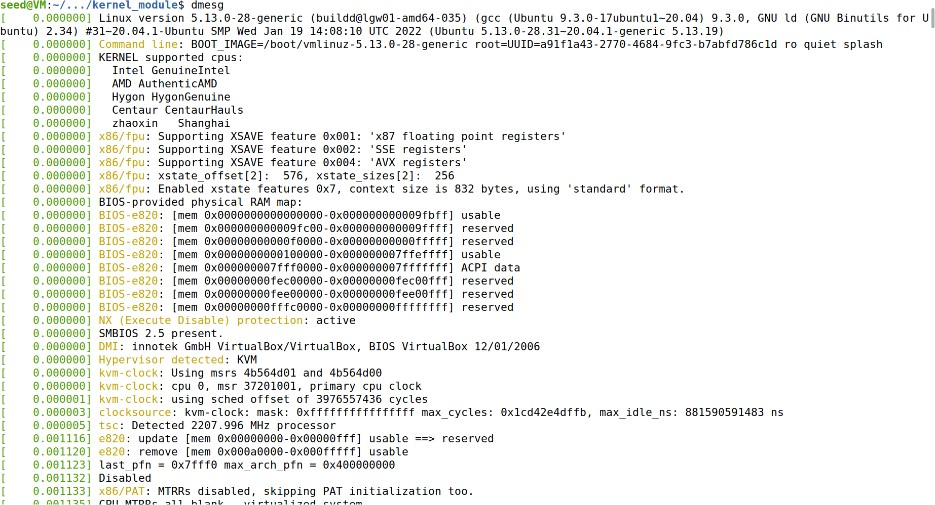 seed@VM:~/.../kernel_module$ dmesg
[    0.000000] Linux version 5.13.0-28-generic (buildd@lgw01-amd64-035) (gcc (Ubuntu 9.3.0-17ubuntu1~20.04) 9.3.0, GNU ld (GNU Binutils for U
buntu) 2.34) #31~20.04.1-Ubuntu SMP Wed Jan 19 14:08:10 UTC 2022 (Ubuntu 5.13.0-28.31~20.04.1-generic 5.13.19)
[    0.000000] Command line: BOOT_IMAGE=/boot/vmlinuz-5.13.0-28-generic root=UUID=a91f1a43-2770-4684-9fc3-b7abfd786c1d ro quiet splash
[    0.000000] KERNEL supported cpus:
[    0.000000]   Intel GenuineIntel
[    0.000000]   AMD AuthenticAMD
[    0.000000]   Hygon HygonGenuine
[    0.000000]   Centaur CentaurHauls
[    0.000000]   zhaoxin   Shanghai
[    0.000000] x86/fpu: Supporting XSAVE feature 0x001: 'x87 floating point registers'
[    0.000000] x86/fpu: Supporting XSAVE feature 0x002: 'SSE registers'
[    0.000000] x86/fpu: Supporting XSAVE feature 0x004: 'AVX registers'
[    0.000000] x86/fpu: xstate_offset[2]:  576, xstate_sizes[2]:  256
[    0.000000] x86/fpu: Enabled xstate features 0x7, context size is 832 bytes, using 'standard' format.
[    0.000000] BIOS-provided physical RAM map:
[    0.000000] BIOS-e820: [mem 0x0000000000000000-0x000000000009fbff] usable
[    0.000000] BIOS-e820: [mem 0x000000000009fc00-0x000000000009ffff] reserved
[    0.000000] BIOS-e820: [mem 0x00000000000f0000-0x00000000000fffff] reserved
[    0.000000] BIOS-e820: [mem 0x0000000000100000-0x000000007ffeffff] usable
[    0.000000] BIOS-e820: [mem 0x000000007fff0000-0x000000007fffffff] ACPI data
[    0.000000] BIOS-e820: [mem 0x00000000fec00000-0x00000000fec00fff] reserved
[    0.000000] BIOS-e820: [mem 0x00000000fee00000-0x00000000fee00fff] reserved
[    0.000000] BIOS-e820: [mem 0x00000000fffc0000-0x00000000ffffffff] reserved
[    0.000000] NX (Execute Disable) protection: active
[    0.000000] SMBIOS 2.5 present.
[    0.000000] DMI: innotek GmbH VirtualBox/VirtualBox, BIOS VirtualBox 12/01/2006
[    0.000000] Hypervisor detected: KVM
[    0.000000] kvm-clock: Using msrs 4b564d01 and 4b564d00
[    0.000000] kvm-clock: cpu 0, msr 37201001, primary cpu clock
[    0.000001] kvm-clock: using sched offset of 3976557436 cycles
[    0.000003] clocksource: kvm-clock: mask: 0xffffffffffffffff max_cycles: 0x1cd42e4dffb, max_idle_ns: 881590591483 ns
[    0.000005] tsc: Detected 2207.996 MHz processor
[    0.001116] e820: update [mem 0x00000000-0x00000fff] usable ==> reserved
[    0.001120] e820: remove [mem 0x000a0000-0x000fffff] usable
[    0.001123] last_pfn = 0x7fff0 max_arch_pfn = 0x400000000
[    0.001132] Disabled
[    0.001133] x86/PAT: MTRRs disabled, skipping PAT initialization too.
[    0.001135] CPU MTRRs all blank - virtualized system.